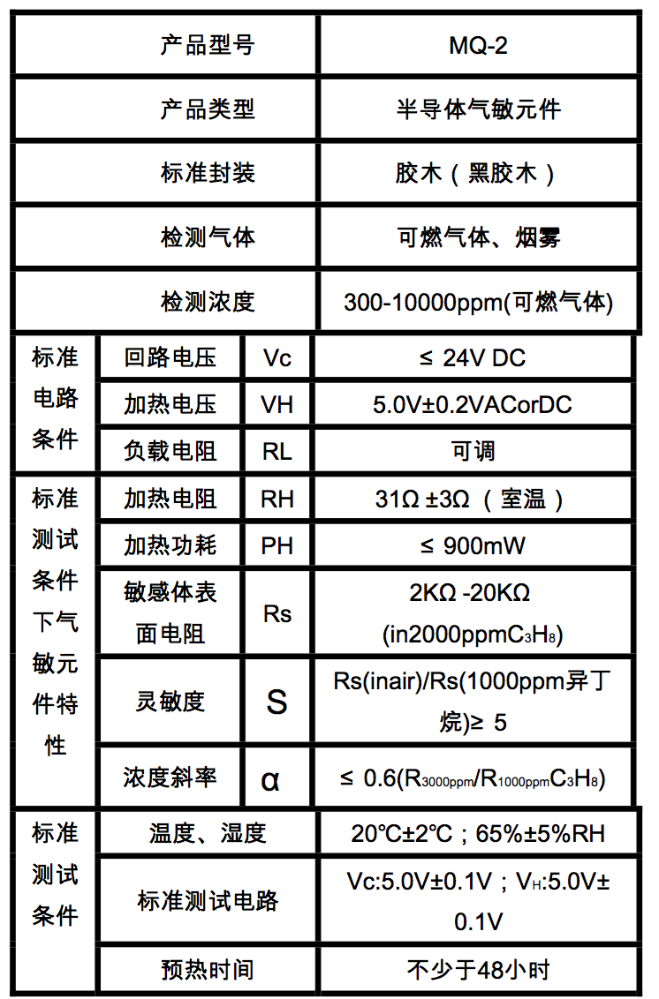 产品型号 MQ-2
产品类型 半导体气敏元件
标准封装 胶木（黑胶木）
检测气体 可燃气体、烟雾
检测浓度 300-10000ppm(可燃气体)
标准
电路
条件
回路电压 Vc ≤ 24V DC
加热电压 VH 5.0V±0.2VACorDC
负载电阻 RL 可调
标准
测试
条件
下气
敏元
件特
性
加热电阻 RH 31Ω ±3Ω （室温）
加热功耗 PH ≤ 900mW
敏感体表
面电阻
Rs
2KΩ -20KΩ
(in2000ppmC₃H₈)
灵敏度 S
Rs(inair)/Rs(1000ppm异丁
烷)≥ 5
浓度斜率 α ≤ 0.6(R3000ppm/R1000ppmC₃H₈)
标准
测试
条件
温度、湿度 20℃±2℃；65%±5%RH
标准测试电路
Vc:5.0V±0.1V；VH:5.0V±
0.1V
预热时间 不少于48小时